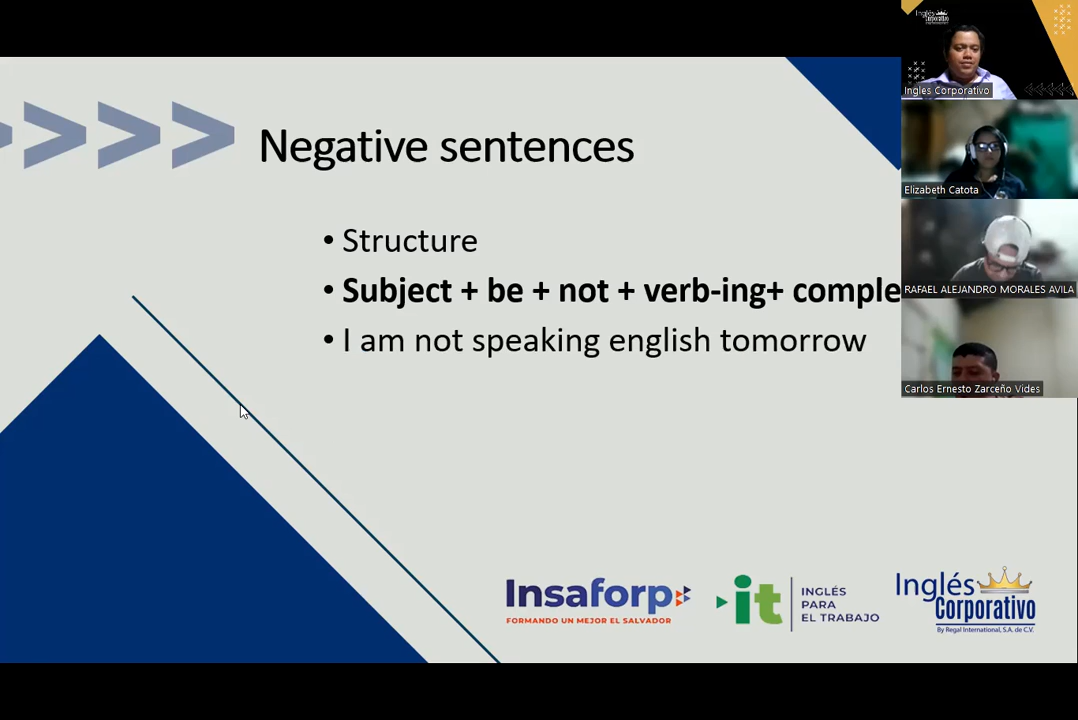 Negative sentences
• Structure
• Subject + be + not + verb-ing+ comple
• I am not speaking english tomorrow
Insaforp
FORMANDO UN MEJOR EL SALVADOR
it
INGLÉS
PARA
EL TRABAJO
Inglés
Corporativo
By Regal International, S.A. de C.V.
Inglés
Corporativo
Ingles Corporativo
Elizabeth Catota
RAFAEL ALEJANDRO MORALES AVILA
Carlos Ernesto Zarceño Vides